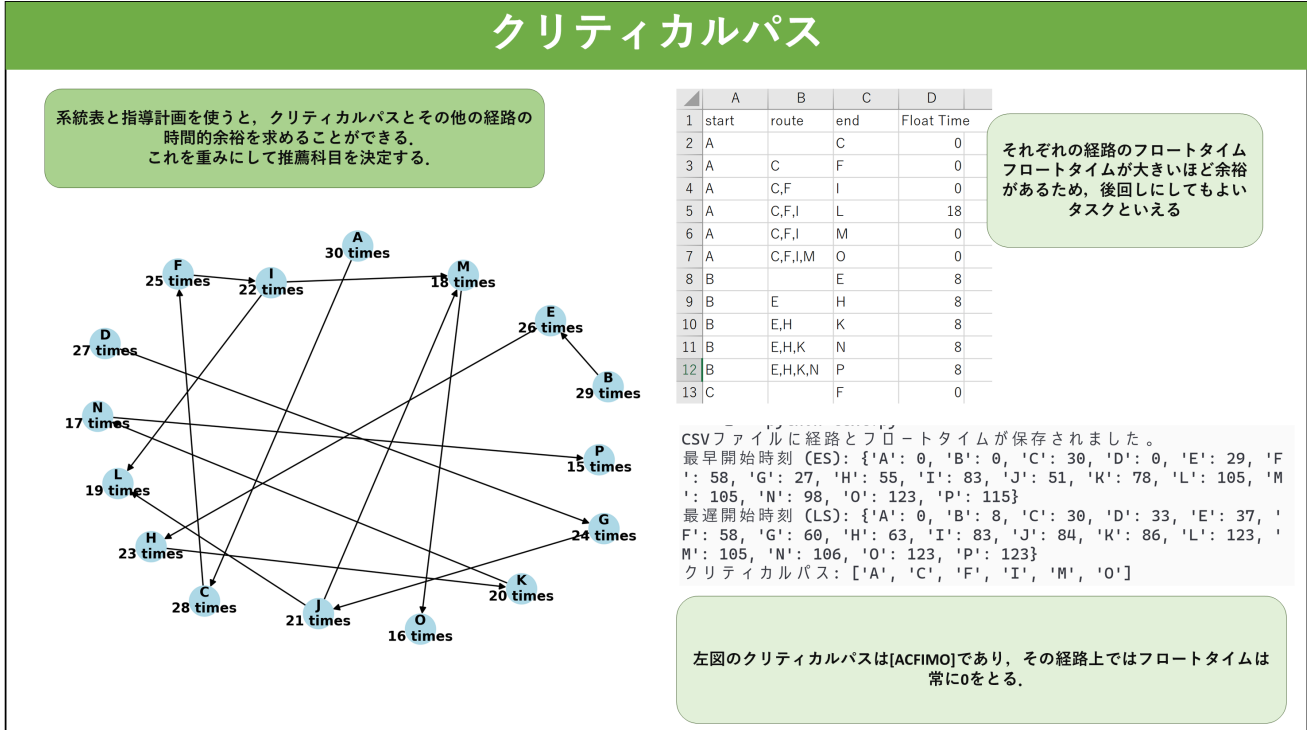 クリティカルパス
系統表と指導計画を使うと，クリティカルパスとその他の経路の
時間的余裕を求めることができる．
これを重みにして推薦科目を決定する．
A
30 times
F
25 times
I
22 times
M
18 times
E
26 times
D
27 times
B
29 times
N
17 times
P
15 times
L
19 times
G
24 times
H
23 times
K
20 times
C
28 times
J
21 times
O
16 times
A B C D
1 start route end Float Time
2 A C 0
3 A C F 0
4 A C,F I 0
5 A C,F,I L 18
6 A C,F,I M 0
7 A C,F,I,M O 0
8 B E 8
9 B E H 8
10 B E,H K 8
11 B E,H,K N 8
12 B E,H,K,N P 8
13 C F 0
それぞれの経路のフロートタイム
フロートタイムが大きいほど余裕
があるため，後回しにしてもよい
タスクといえる
CSVファイルに経路とフロートタイムが保存されました。
最早開始時刻 (ES): {'A': 0, 'B': 0, 'C': 30, 'D': 0, 'E': 29, 'F
': 58, 'G': 27, 'H': 55, 'I': 83, 'J': 51, 'K': 78, 'L': 105, 'M
': 105, 'N': 98, 'O': 123, 'P': 115}
最遅開始時刻 (LS): {'A': 0, 'B': 8, 'C': 30, 'D': 33, 'E': 37, '
F': 58, 'G': 60, 'H': 63, 'I': 83, 'J': 84, 'K': 86, 'L': 123, '
M': 105, 'N': 106, 'O': 123, 'P': 123}
クリティカルパス: ['A', 'C', 'F', 'I', 'M', 'O']
左図のクリティカルパスは[ACFIMO]であり，その経路上ではフロートタイムは
常に0をとる．